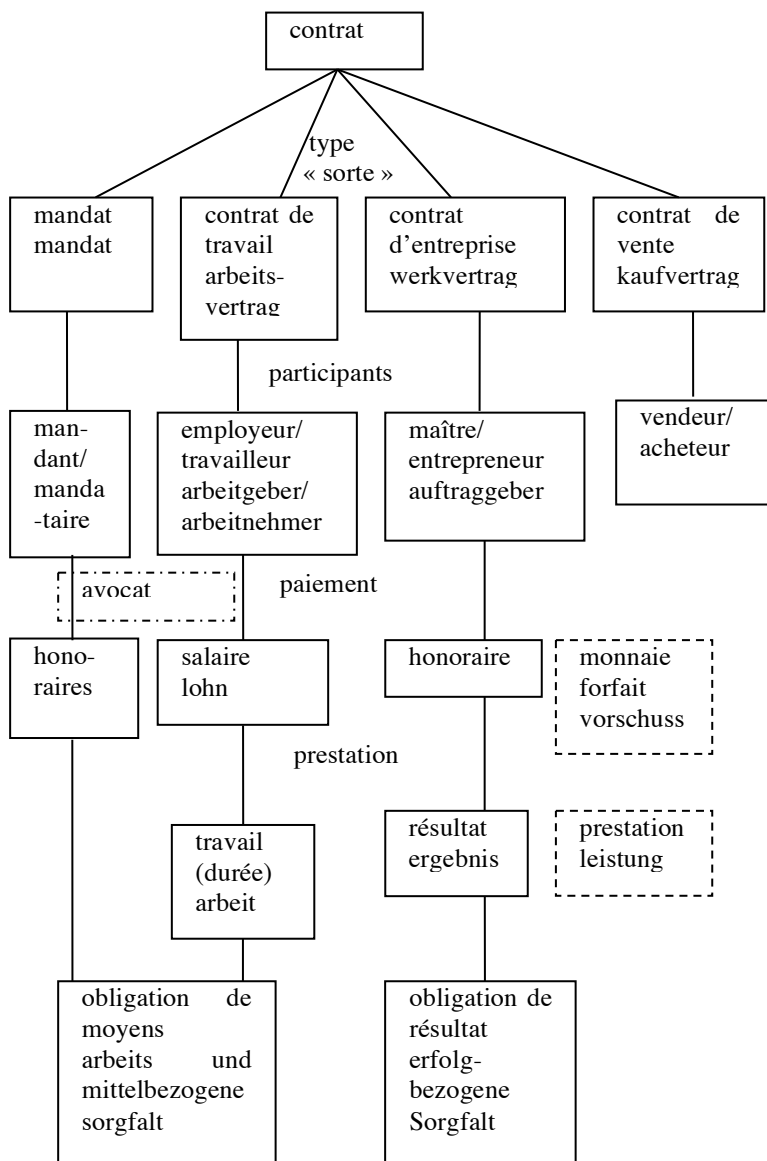 contrat
type
« sorte »
mandat
mandat
contrat de
travail
arbeits-
vertrag
contrat
d’entreprise
werkvertrag
contrat de
vente
kaufvertrag
participants
man-
dant/
manda
-taire
employeur/
travailleur
arbeitgeber/
arbeitnehmer
maître/
entrepreneur
auftraggeber
vendeur/
acheteur
avocat
paiement
hono-
raires
salaire
lohn
honoraire
monnaie
forfait
vorschuss
prestation
travail
(durée)
arbeit
résultat
ergebnis
prestation
leistung
obligation de
moyens
arbeits und
mittelbezogene
sorgfalt
obligation de
résultat
erfolg-
bezogene
Sorgfalt